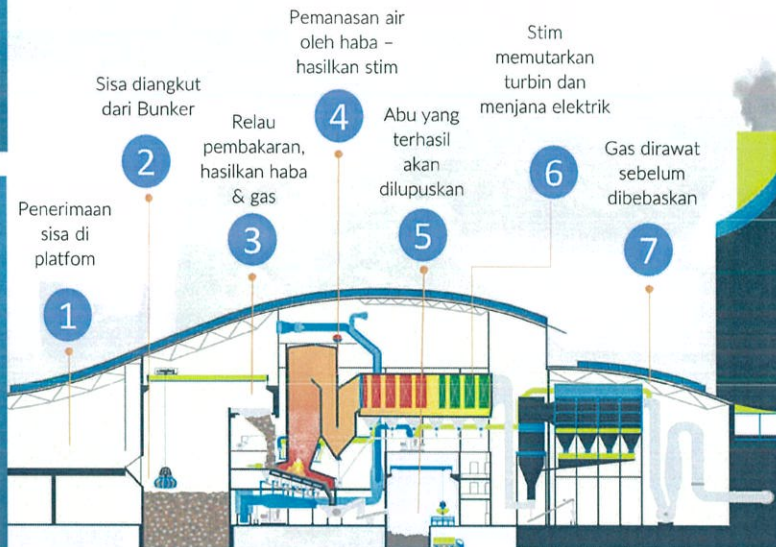 1
Penerimaan
sisa di
platfom
2
Sisa diangkut
dari Bunker
3
Relau
pembakaran,
hasilkan haba
& gas
4
Pemanasan air
oleh haba –
hasilkan stim
5
Abu yang
terhasil
akan
dilupuskan
6
Stim
memutarkan
turbin dan
menjana elektrik
7
Gas dirawat
sebelum
dibebaskan